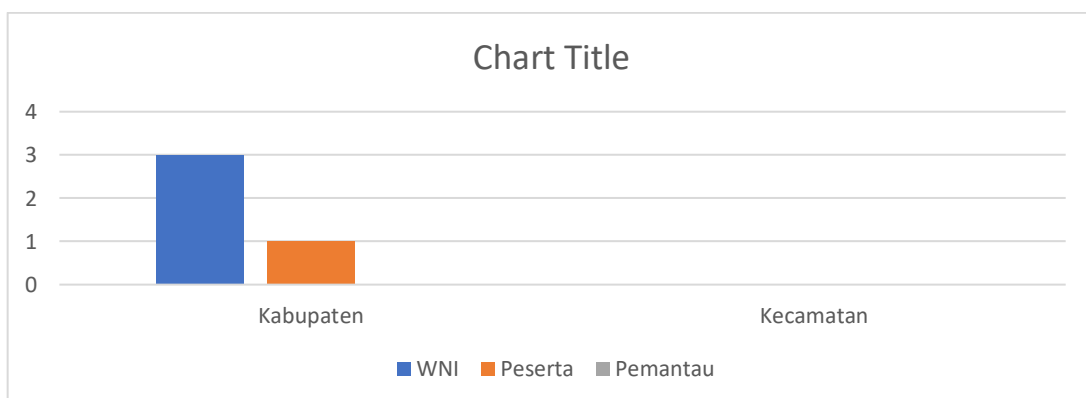 Chart Title
4
3
2
1
0
Kabupaten Kecamatan
WNI Peserta Pemantau